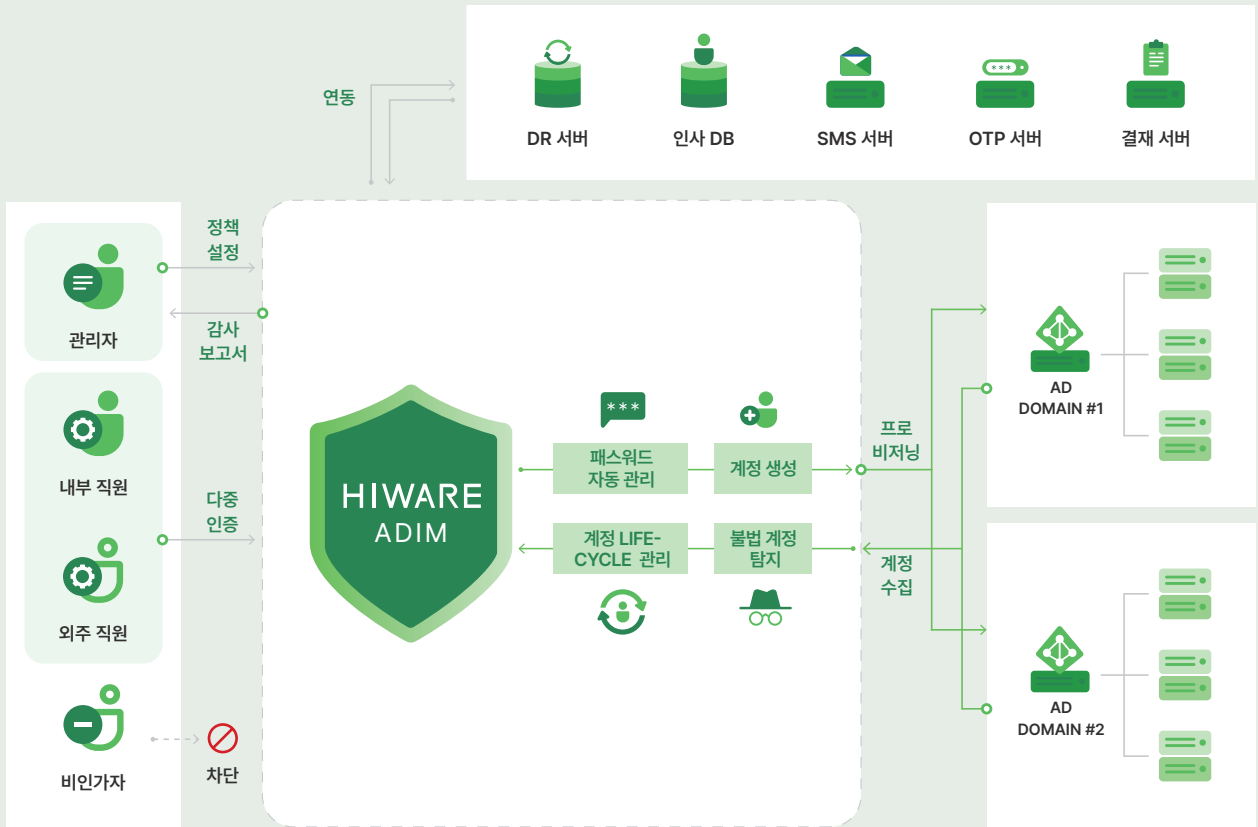 연동
DR 서버
인사 DB
SMS 서버
***
OTP 서버
결재 서버
관리자
정책
설정
감사
보고서
내부 직원
다중
인증
외주 직원
비인가자
차단
HIWARE
ADIM
***
패스워드
자동 관리
계정 생성
계정 LIFE-
CYCLE 관리
불법 계정
탐지
프로
비저닝
계정
수집
AD
DOMAIN #1
AD
DOMAIN #2